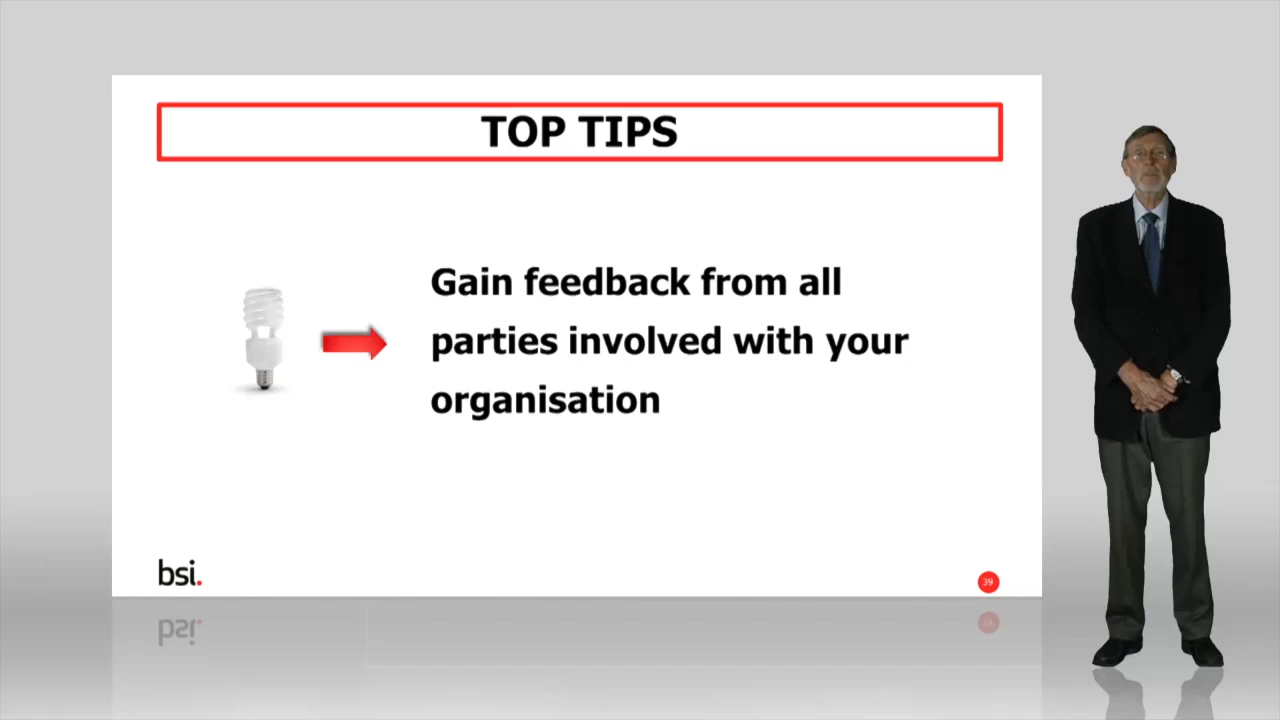 TOP TIPS
Gain feedback from all
parties involved with your
organisation
bsi.
39